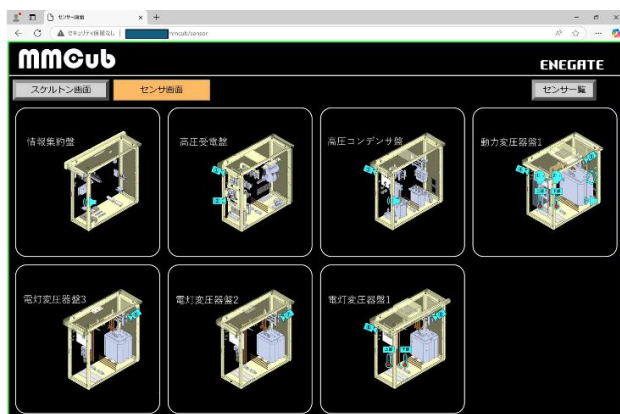 センサー画面
セキュリティ保護なし
/mmcub/sensor
MMCub
ENEGATE
スケルトン画面
センサ画面
センサー覧
情報集約盤
高圧受電盤
高圧コンデンサ盤
動力変圧器盤1
電灯変圧器盤3
電灯変圧器盤2
電灯変圧器盤1